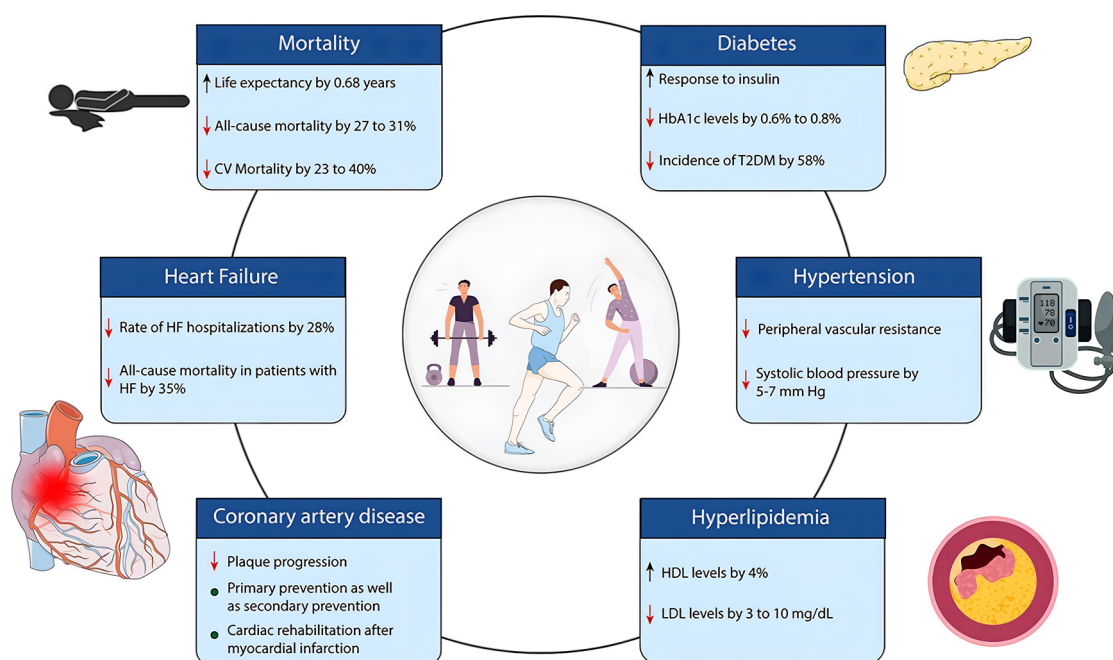 Mortality
Life expectancy by 0.68 years
All-cause mortality by 27 to 31%
CV Mortality by 23 to 40%
Diabetes
Response to insulin
HbA1c levels by 0.6% to 0.8%
Incidence of T2DM by 58%
Heart Failure
Rate of HF hospitalizations by 28%
All-cause mortality in patients with
HF by 35%
Hypertension
Peripheral vascular resistance
Systolic blood pressure by
5-7 mm Hg
118
78
♥70
I
O
Coronary artery disease
Plaque progression
Primary prevention as well
as secondary prevention
Cardiac rehabilitation after
myocardial infarction
Hyperlipidemia
HDL levels by 4%
LDL levels by 3 to 10 mg/dL